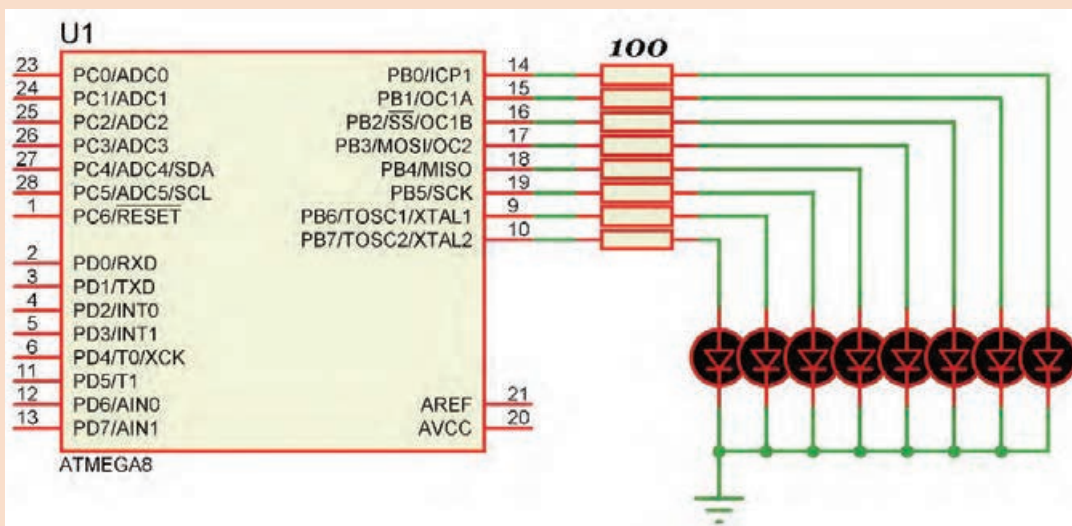 U1
100
23 PC0/ADC0
24 PC1/ADC1
25 PC2/ADC2
26 PC3/ADC3
27 PC4/ADC4/SDA
28 PC5/ADC5/SCL
1 PC6/RESET
2 PD0/RXD
3 PD1/TXD
4 PD2/INT0
5 PD3/INT1
6 PD4/T0/XCK
11 PD5/T1
12 PD6/AIN0
13 PD7/AIN1
PB0/ICP1 14
PB1/OC1A 15
PB2/SS/OC1B 16
PB3/MOSI/OC2 17
PB4/MISO 18
PB5/SCK 19
PB6/TOSC1/XTAL1 9
PB7/TOSC2/XTAL2 10
AREF 21
AVCC 20
ATMEGA8